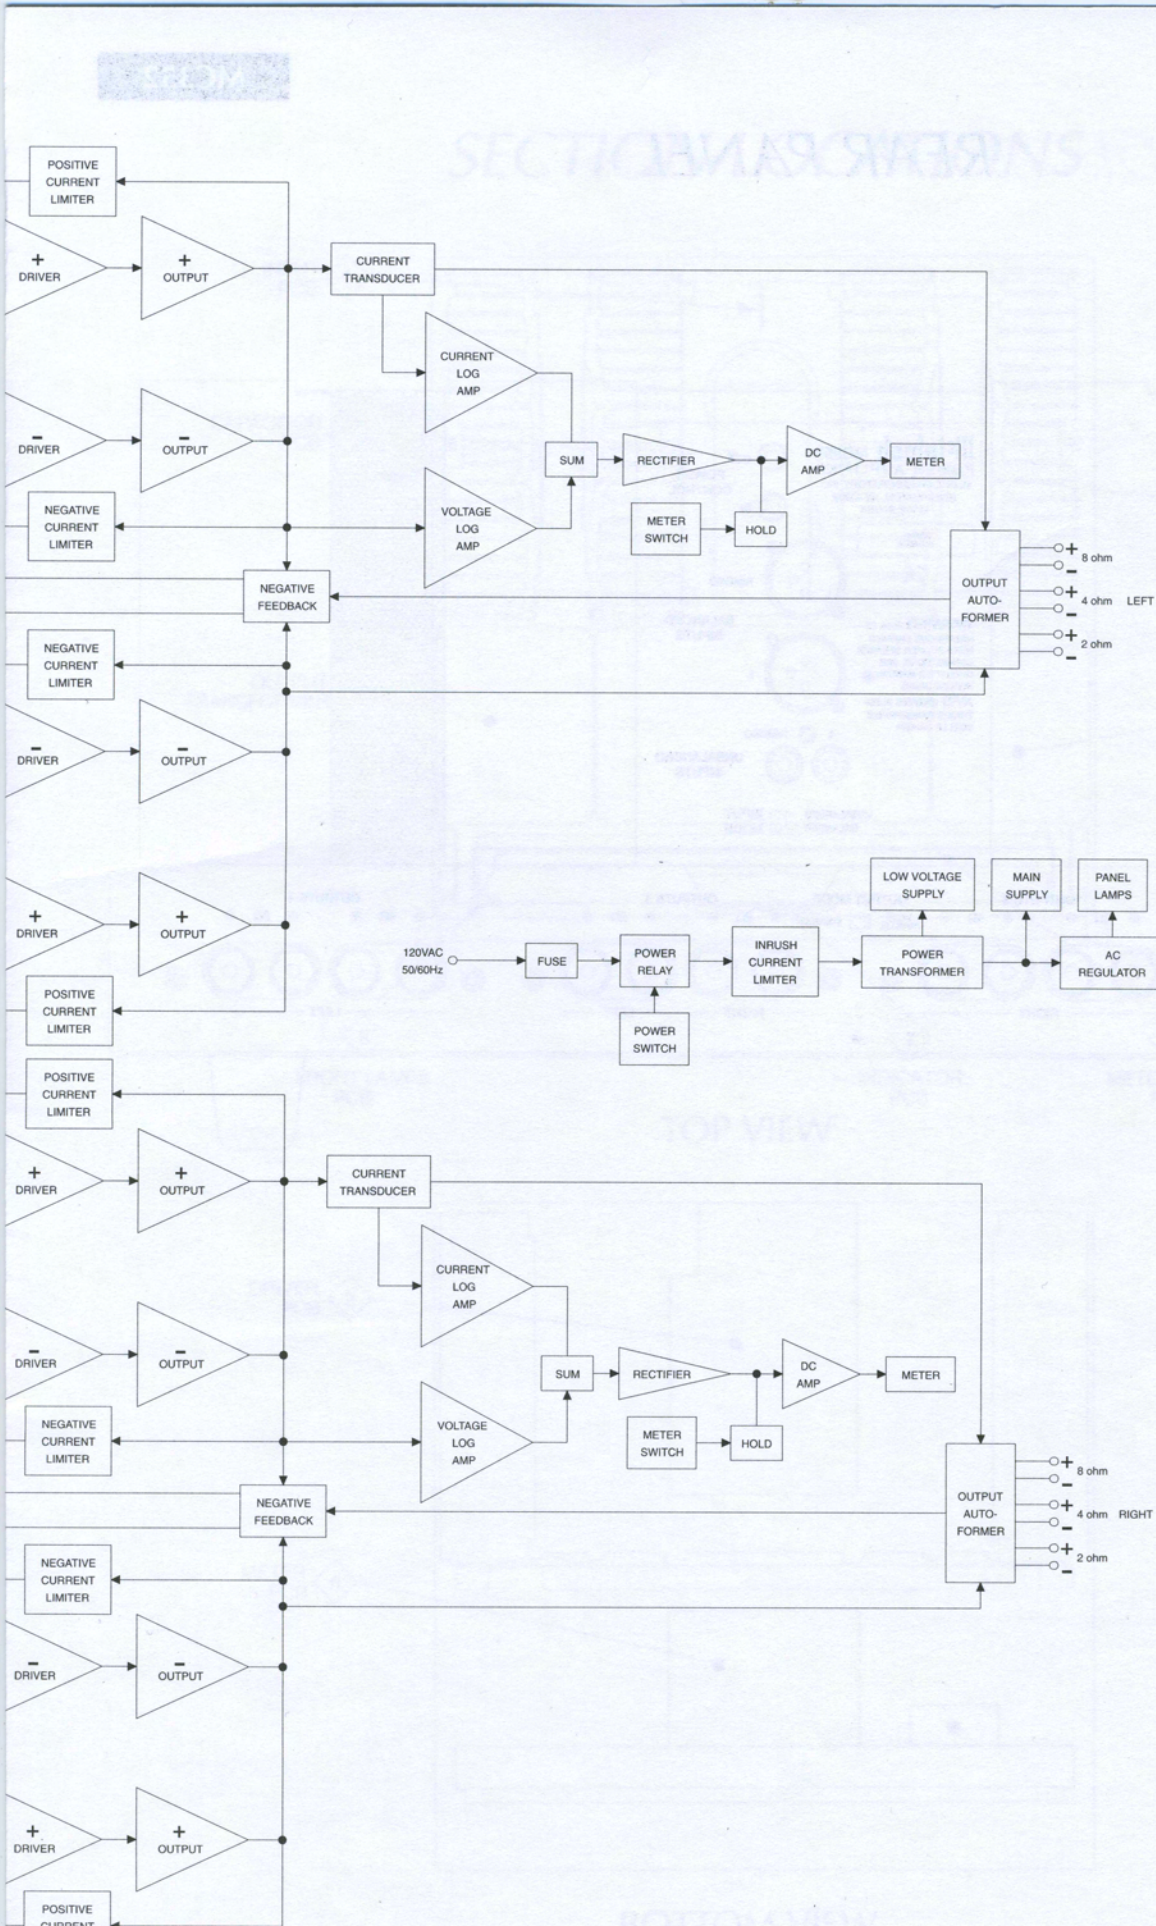 POSITIVE
CURRENT
LIMITER
+
DRIVER
+
OUTPUT
CURRENT
TRANSDUCER
CURRENT
LOG
AMP
-
DRIVER
-
OUTPUT
SUM
RECTIFIER
DC
AMP
METER
NEGATIVE
CURRENT
LIMITER
VOLTAGE
LOG
AMP
METER
SWITCH
HOLD
NEGATIVE
FEEDBACK
OUTPUT
AUTO-
FORMER
+
-
8 ohm
+
-
4 ohm
LEFT
+
-
2 ohm
NEGATIVE
CURRENT
LIMITER
-
DRIVER
-
OUTPUT
+
DRIVER
+
OUTPUT
POSITIVE
CURRENT
LIMITER
120VAC
50/60Hz
FUSE
POWER
RELAY
POWER
SWITCH
INRUSH
CURRENT
LIMITER
LOW VOLTAGE
SUPPLY
POWER
TRANSFORMER
MAIN
SUPPLY
PANEL
LAMPS
AC
REGULATOR
POSITIVE
CURRENT
LIMITER
+
DRIVER
+
OUTPUT
CURRENT
TRANSDUCER
CURRENT
LOG
AMP
-
DRIVER
-
OUTPUT
SUM
RECTIFIER
DC
AMP
METER
NEGATIVE
CURRENT
LIMITER
VOLTAGE
LOG
AMP
METER
SWITCH
HOLD
NEGATIVE
FEEDBACK
OUTPUT
AUTO-
FORMER
+
-
8 ohm
+
-
4 ohm
RIGHT
+
-
2 ohm
NEGATIVE
CURRENT
LIMITER
-
DRIVER
-
OUTPUT
+
DRIVER
+
OUTPUT
POSITIVE
CURRENT